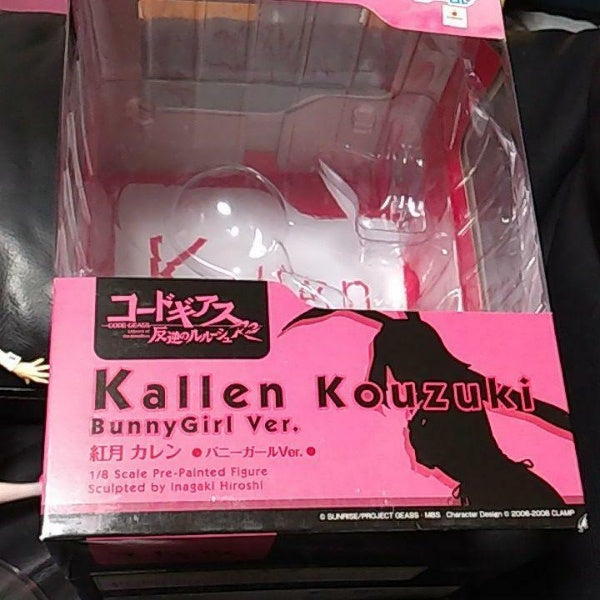 Kallen
コードギアス
CODE GEASS
反逆のルルーシュR2
Kallen Kouzuki
BunnyGirl Ver.
紅月 カレン ●バニーガールVer.●
1/8 Scale Pre-Painted Figure
Sculpted by Inagaki Hiroshi
© SUNRISE/PROJECT GEASS・MBS Character Design © 2006-2008 CLAMP